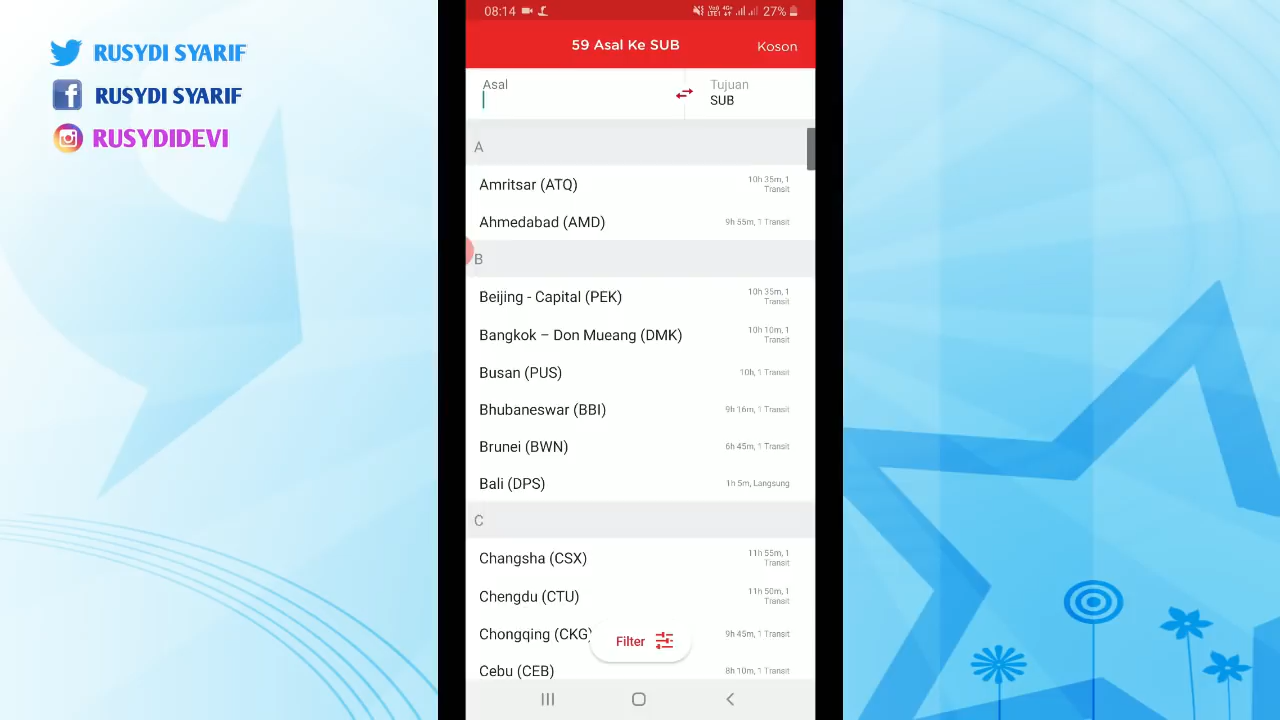 RUSYDI SYARIF
RUSYDI SYARIF
RUSYDIDEVI
08:14
27%
59 Asal Ke SUB
Koson
Asal
Tujuan
SUB
A
Amritsar (ATQ)
10h 35m, 1
Transit
Ahmedabad (AMD)
9h 55m, 1 Transit
B
Beijing - Capital (PEK)
10h 35m, 1
Transit
Bangkok – Don Mueang (DMK)
10h 10m, 1
Transit
Busan (PUS)
10h, 1 Transit
Bhubaneswar (BBI)
9h 16m, 1 Transit
Brunei (BWN)
6h 45m, 1 Transit
Bali (DPS)
1h 5m, Langsung
C
Changsha (CSX)
11h 55m, 1
Transit
Chengdu (CTU)
11h 50m, 1
Transit
Chongqing (CKG)
9h 45m, 1 Transit
Filter
Cebu (CEB)
8h 10m, 1 Transit